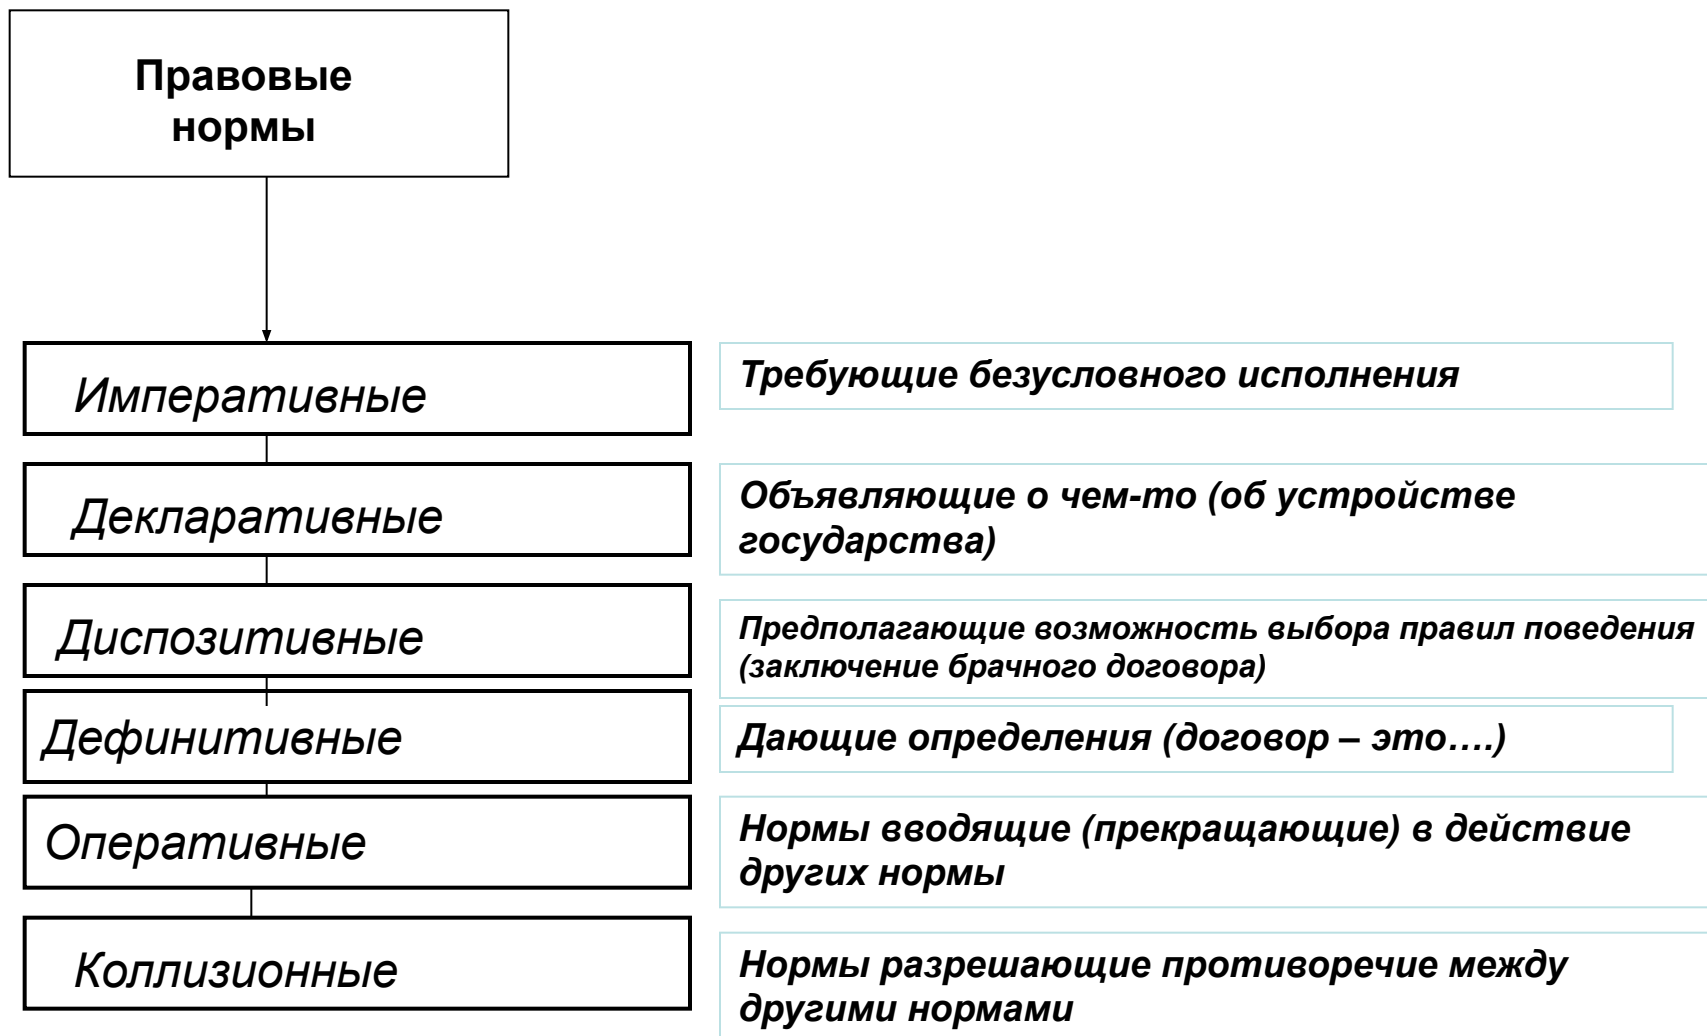 Правовые
нормы
Императивные
Требующие безусловного исполнения
Декларативные
Объявляющие о чем-то (об устройстве
государства)
Диспозитивные
Предполагающие возможность выбора правил поведения
(заключение брачного договора)
Дефинитивные
Дающие определения (договор – это….)
Оперативные
Нормы вводящие (прекращающие) в действие
других нормы
Коллизионные
Нормы разрешающие противоречие между
другими нормами